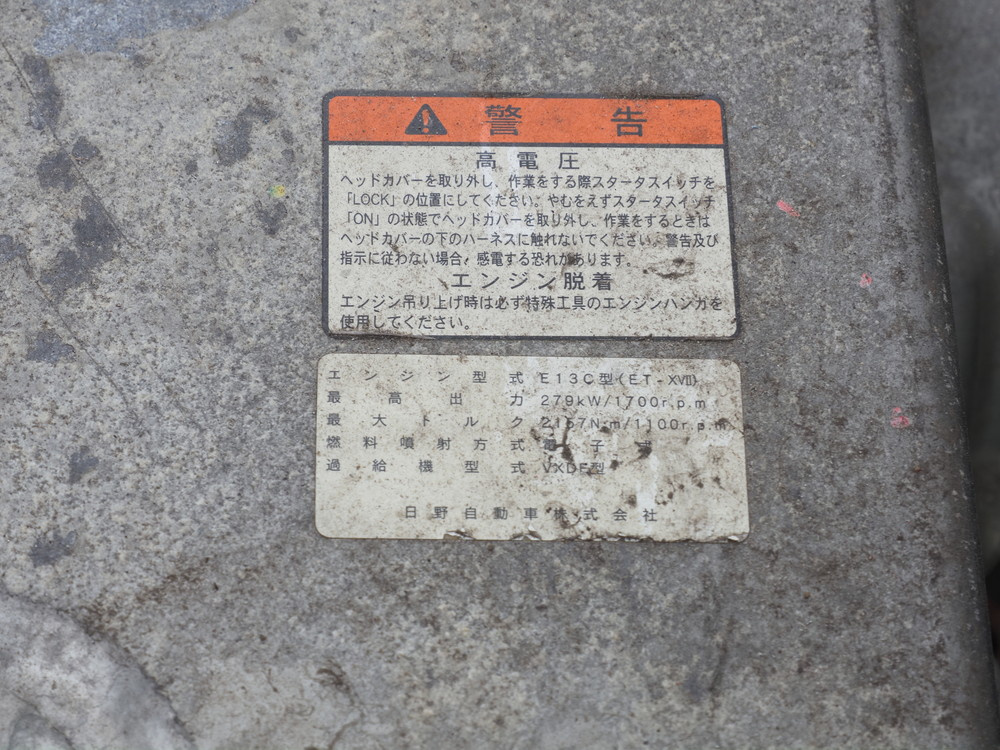 警告
高電圧
ヘッドカバーを取り外し、作業をする際スタータスイッチを
「LOCK」の位置にしてください。やむをえずスタータスイッチ
「ON」の状態でヘッドカバーを取り外し、作業をするときは
ヘッドカバーの下のハーネスに触れないでください。警告及び
指示に従わない場合、感電する恐れがあります。
エンジン脱着
エンジン吊り上げ時は必ず特殊工具のエンジンハンガを
使用してください。
エンジン型式 E13C型(ET-XVII)
最高出力 279kW/1700r.p.m
最大トルク 2157N·m/1100r.p.m
燃料噴射方式 電子式
過給機型式 VXDF型
日野自動車株式会社